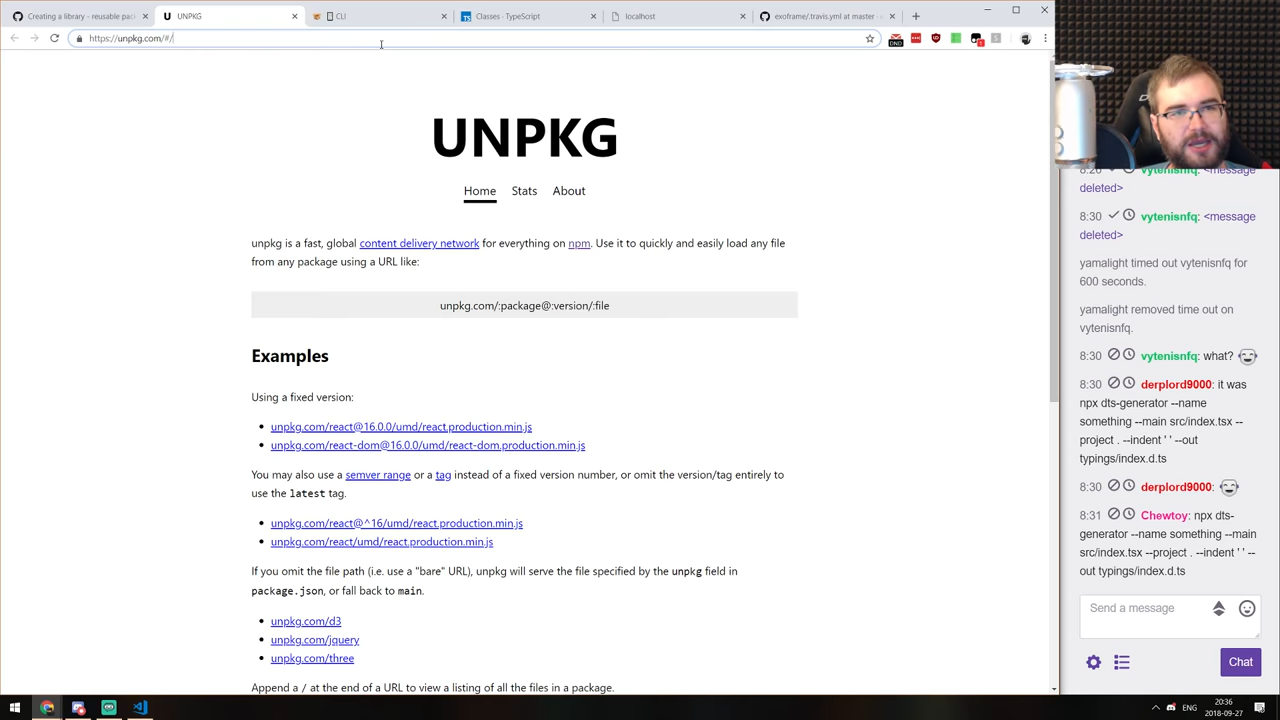 Creating a library - reusable pac
UNPKG
CLI
TS
Classes - TypeScript
localhost
exoframe/.travis.yml at master ·
https://unpkg.com/#/
DND
1
UNPKG
Home Stats About
unpkg is a fast, global content delivery network for everything on npm. Use it to quickly and easily load any file
from any package using a URL like:
unpkg.com/:package@:version/:file
Examples
Using a fixed version:
unpkg.com/react@16.0.0/umd/react.production.min.js
unpkg.com/react-dom@16.0.0/umd/react-dom.production.min.js
You may also use a semver range or a tag instead of a fixed version number, or omit the version/tag entirely to
use the latest tag.
unpkg.com/react@^16/umd/react.production.min.js
unpkg.com/react/umd/react.production.min.js
If you omit the file path (i.e. use a "bare" URL), unpkg will serve the file specified by the unpkg field in
package.json, or fall back to main.
unpkg.com/d3
unpkg.com/jquery
unpkg.com/three
Append a / at the end of a URL to view a listing of all the files in a package.
vytenisnfq: <message
deleted>
8:30 vytenisnfq: <message
deleted>
yamalight timed out vytenisnfq for
600 seconds.
yamalight removed time out on
vytenisnfq.
8:30 vytenisnfq: what?
8:30 derplord9000: it was
npx dts-generator --name
something --main src/index.tsx --
project . --indent ' ' --out
typings/index.d.ts
8:30 derplord9000:
8:31 Chewtoy: npx dts-
generator --name something --main
src/index.tsx --project . --indent ' ' --
out typings/index.d.ts
Send a message
Chat
ENG
20:36
2018-09-27